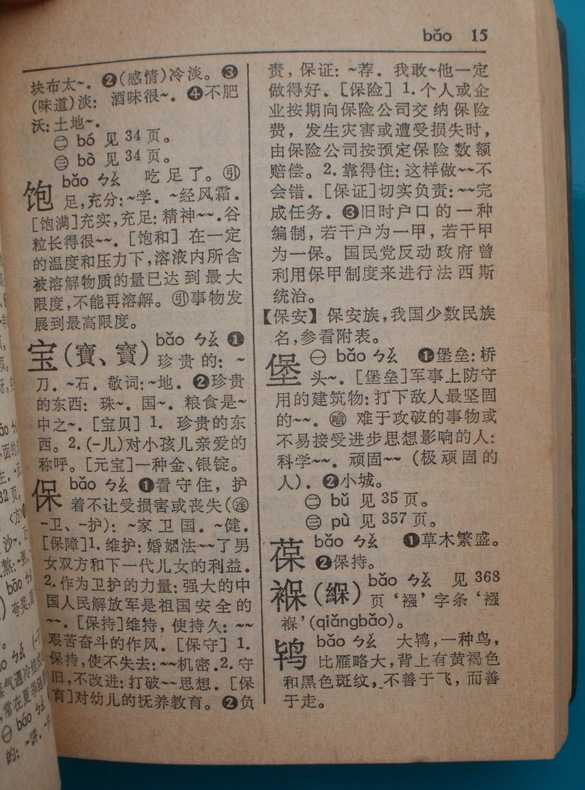 bǎo 15
块布太~. ❷(感情)冷淡. ❸
(味道)淡: 酒味很~. ❹不肥
沃: 土地~.
㊁ bó 见 34 页.
㊂ bò 见 34 页.
饱 bǎo ㄅㄠˇ 吃足了. ㊀引
足,充分: ~学. ~经风霜.
[饱满]充实,充足: 精神~~.谷
粒长得很~~. [饱和] 在一定
的温度和压力下,溶液内所含
被溶解物质的量已达到最大
限度,不能再溶解. 引事物发
展到最高限度.
宝(寶、寳) bǎo ㄅㄠˇ ❶
珍贵的: ~
刀. ~石. 敬词: ~地. ❷珍贵
的东西: 珠~. 国~. 粮食是~
中之~. [宝贝] 1. 珍贵的东
西. 2. (-儿)对小孩儿亲爱的
称呼. [元宝]一种金、银锭.
保 bǎo ㄅㄠˇ ❶看守住, 护
着不让受损害或丧失(连
-卫、-护): ~家卫国. ~健.
[保障]1. 维护: 婚姻法~~了男
女双方和下一代儿女的利益.
2. 作为卫护的力量: 强大的中
国人民解放军是祖国安全的
~~. [保持]维持, 使持久: ~~
艰苦奋斗的作风. [保守] 1.
保持,使不失去: ~~机密. 2. 守
旧,不改进: 打破~~思想. [保
育]对幼儿的抚养教育. ❷负
责, 保证: ~荐. 我敢~他一定
做得好. [保险] 1. 个人或企
业按期向保险公司交纳保险
费, 发生灾害或遭受损失时,
由保险公司按预定保险数额
赔偿. 2. 靠得住: 这样做~~不
会错. [保证]切实负责: ~~完
成任务. ❸旧时户口的一种
编制, 若干户为一甲, 若干甲
为一保. 国民党反动政府曾
利用保甲制度来进行法西斯
统治.
【保安】 保安族,我国少数民族
名,参看附表.
堡 ㊀ bǎo ㄅㄠˇ ❶堡垒: 桥
头~. [堡垒]军事上防守
用的建筑物: 打下敌人最坚固
的~~. 喻 难于攻破的事物或
不易接受进步思想影响的人:
科学~~. 顽固~~ (极顽固的
人). ❷小城.
㊁ bǔ 见 35 页.
㊂ pù 见 357 页.
葆 bǎo ㄅㄠˇ ❶草木繁盛.
❷保持.
褓(緥) bǎo ㄅㄠˇ 见 368
页‘襁’字条‘襁
褓’(qiǎngbǎo).
鸨 bǎo ㄅㄠˇ 大鸨,一种鸟,
比雁略大,背上有黄褐色
和黑色斑纹,不善于飞,而善
于走.